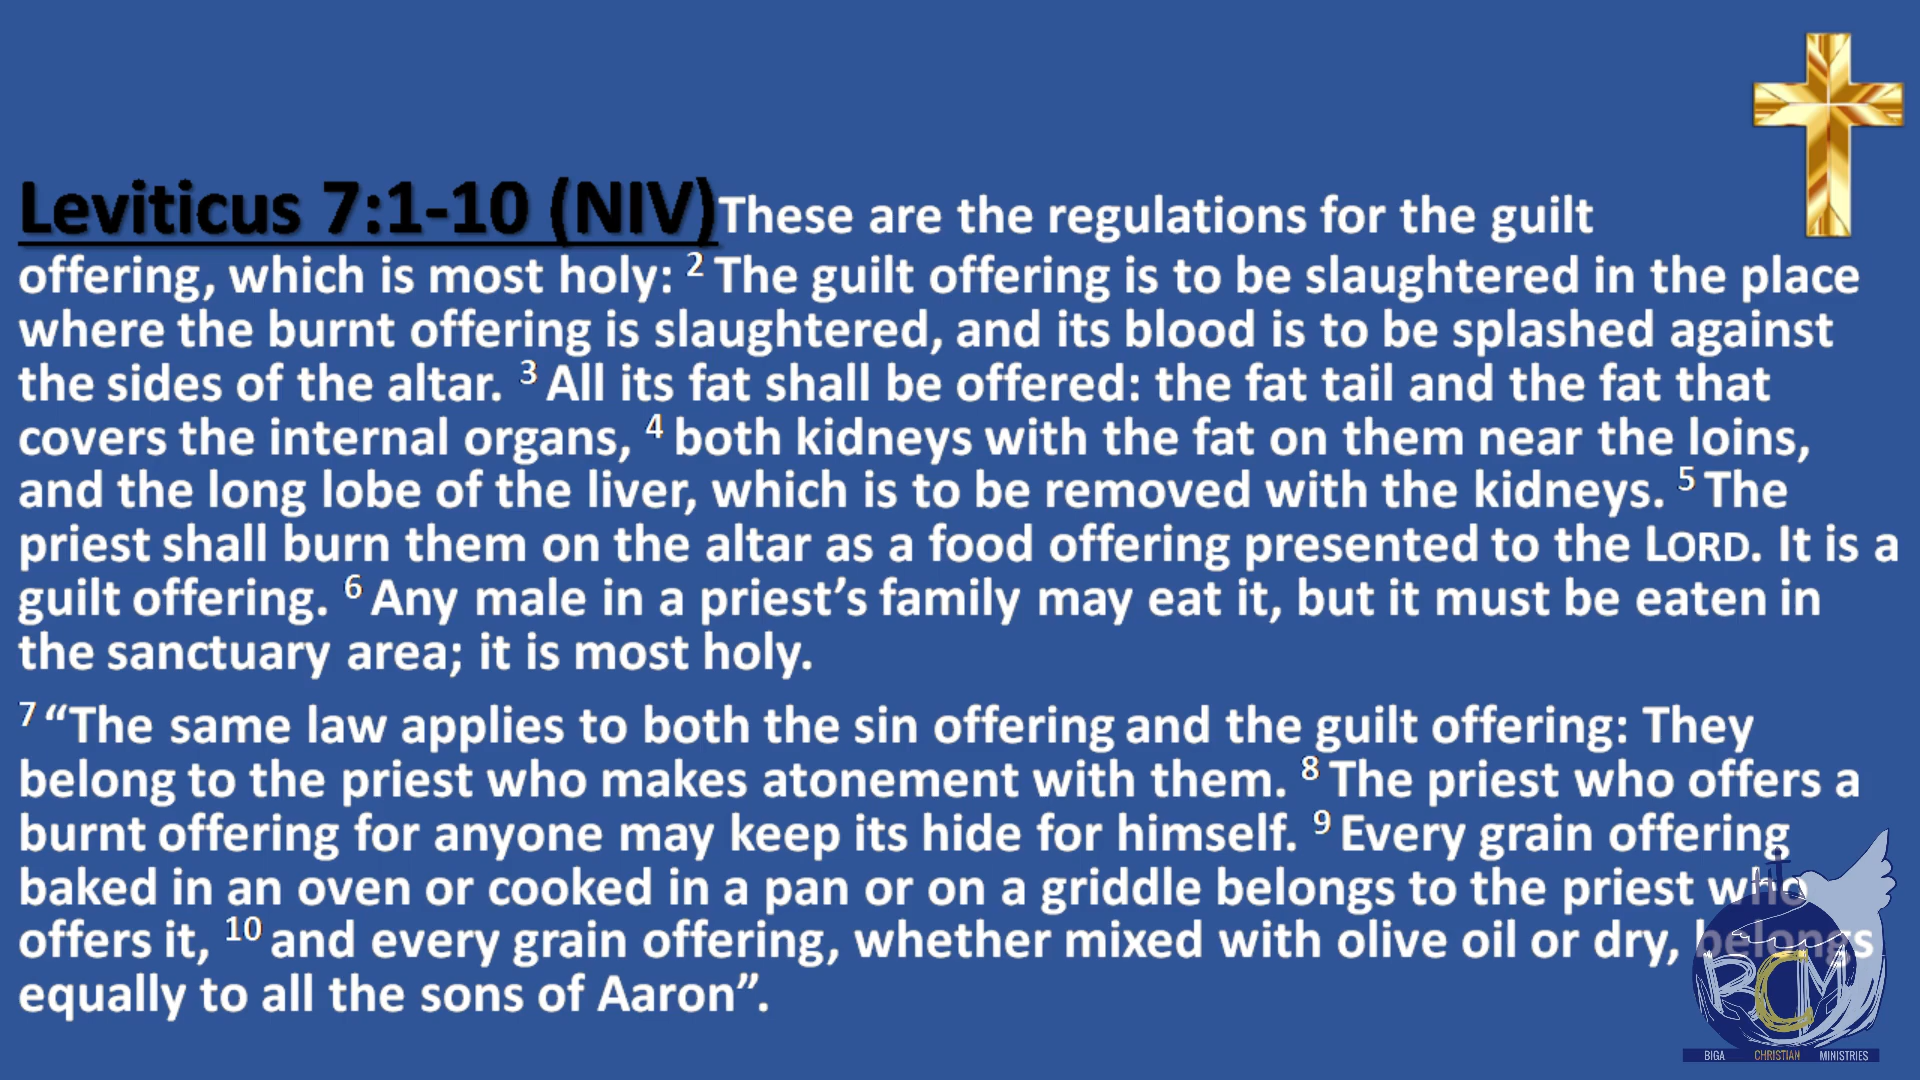 Leviticus 7:1-10 (NIV)These are the regulations for the guilt
offering, which is most holy: 2 The guilt offering is to be slaughtered in the place
where the burnt offering is slaughtered, and its blood is to be splashed against
the sides of the altar. 3 All its fat shall be offered: the fat tail and the fat that
covers the internal organs, 4 both kidneys with the fat on them near the loins,
and the long lobe of the liver, which is to be removed with the kidneys. 5 The
priest shall burn them on the altar as a food offering presented to the LORD. It is a
guilt offering. 6 Any male in a priest’s family may eat it, but it must be eaten in
the sanctuary area; it is most holy.
7 “The same law applies to both the sin offering and the guilt offering: They
belong to the priest who makes atonement with them. 8 The priest who offers a
burnt offering for anyone may keep its hide for himself. 9 Every grain offering
baked in an oven or cooked in a pan or on a griddle belongs to the priest who
offers it, 10 and every grain offering, whether mixed with olive oil or dry, belongs
equally to all the sons of Aaron”.
BCM
BIGA CHRISTIAN MINISTRIES